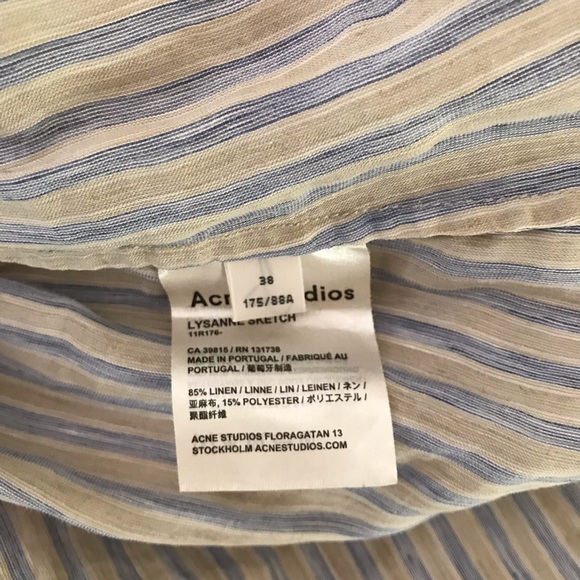 38
175/88A
Acne Studios
LYSANNE SKETCH
11R176-
CA 39815 / RN 131738
MADE IN PORTUGAL / FABRIQUÉ AU
PORTUGAL / 葡萄牙制造
85% LINEN / LINNE / LIN / LEINEN / ネン /
亚麻布, 15% POLYESTER / ポリエステル /
聚酯纤维
ACNE STUDIOS FLORAGATAN 13
STOCKHOLM ACNESTUDIOS.COM